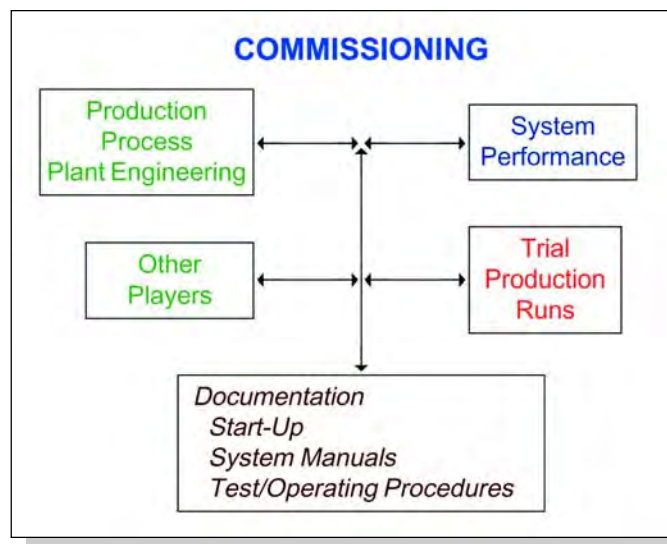 COMMISSIONING
Production
Process
Plant Engineering
System
Performance
Other
Players
Trial
Production
Runs
Documentation
Start-Up
System Manuals
Test/Operating Procedures